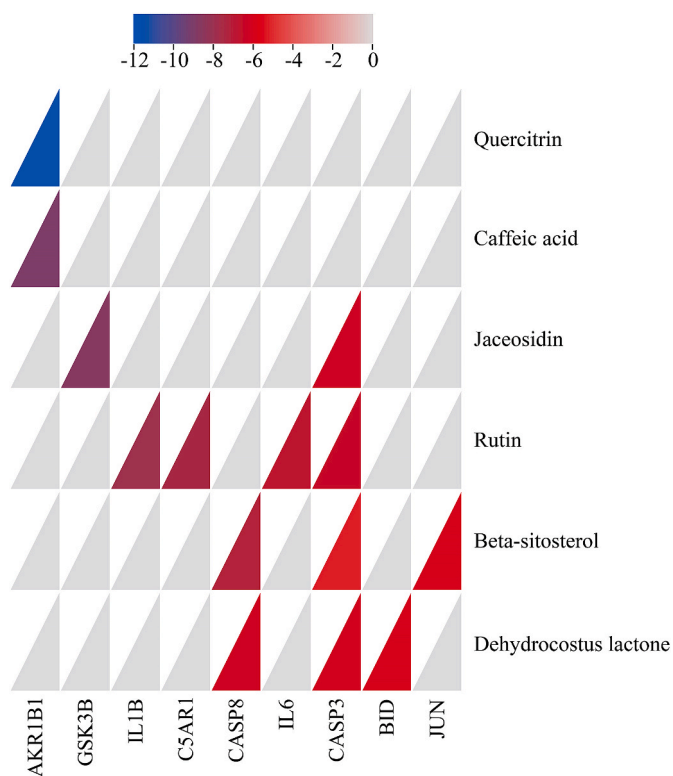 -12 -10 -8 -6 -4 -2 0
Quercitrin
Caffeic acid
Jaceosidin
Rutin
Beta-sitosterol
Dehydrocostus lactone
AKR1B1
GSK3B
IL1B
C5AR1
CASP8
IL6
CASP3
BID
JUN